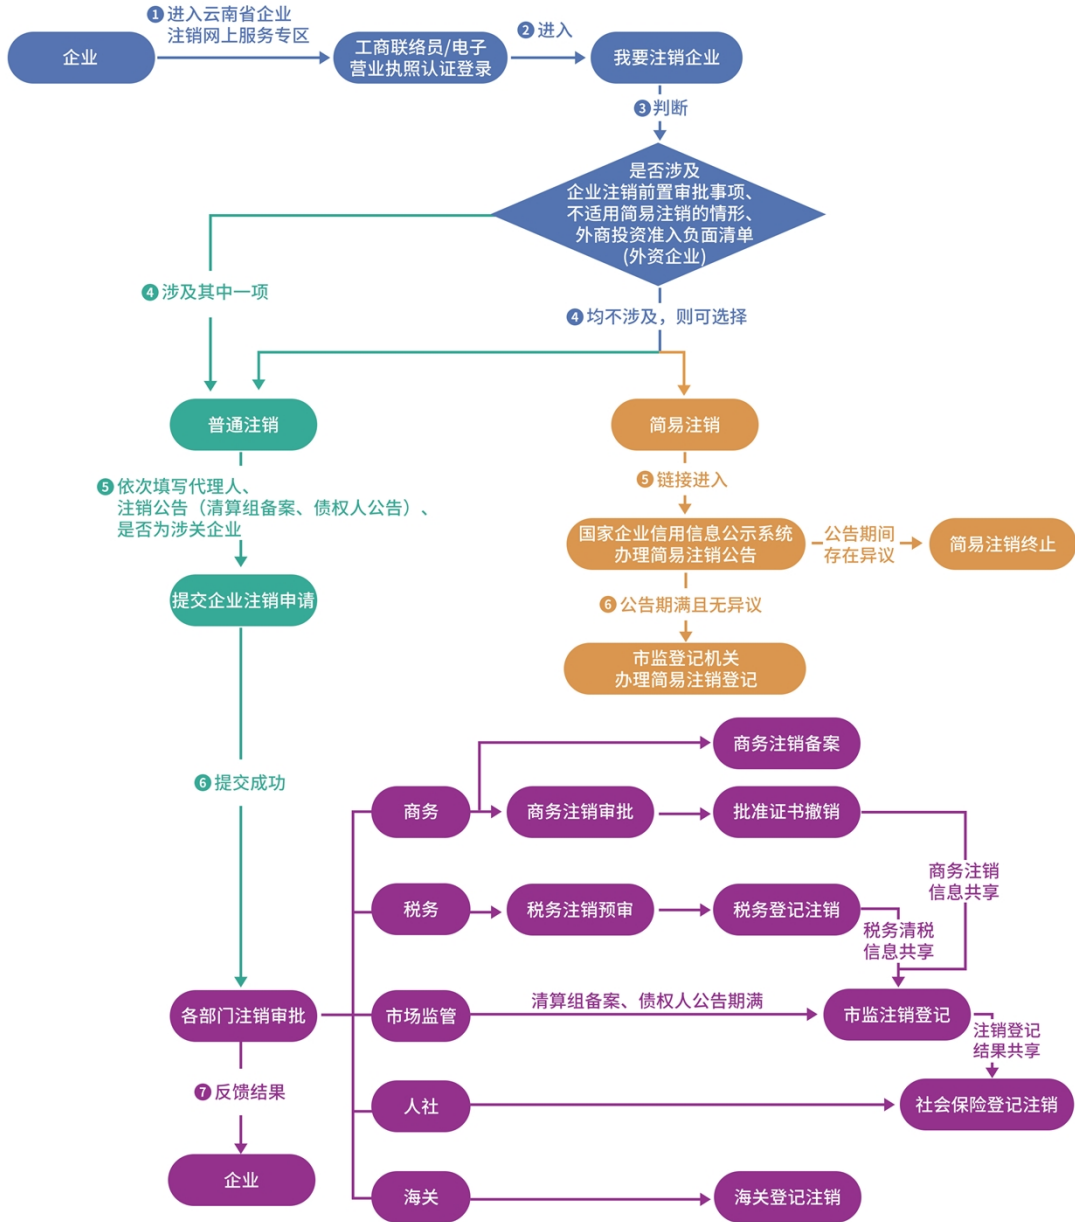 ❶进入云南省企业
注销网上服务专区
企业
工商联络员/电子
营业执照认证登录
❷进入
我要注销企业
❸判断
是否涉及
企业注销前置审批事项、
不适用简易注销的情形、
外商投资准入负面清单
(外资企业)
❹涉及其中一项
❹均不涉及，则可选择
普通注销
简易注销
❺依次填写代理人、
注销公告（清算组备案、债权人公告）、
是否为涉关企业
❺链接进入
国家企业信用信息公示系统
办理简易注销公告
公告期间
存在异议
简易注销终止
提交企业注销申请
❻公告期满且无异议
市监登记机关
办理简易注销登记
❻提交成功
商务注销备案
商务
商务注销审批
批准证书撤销
商务注销
信息共享
税务
税务注销预审
税务登记注销
税务清税
信息共享
各部门注销审批
市场监管
清算组备案、债权人公告期满
市监注销登记
注销登记
结果共享
❼反馈结果
人社
社会保险登记注销
企业
海关
海关登记注销